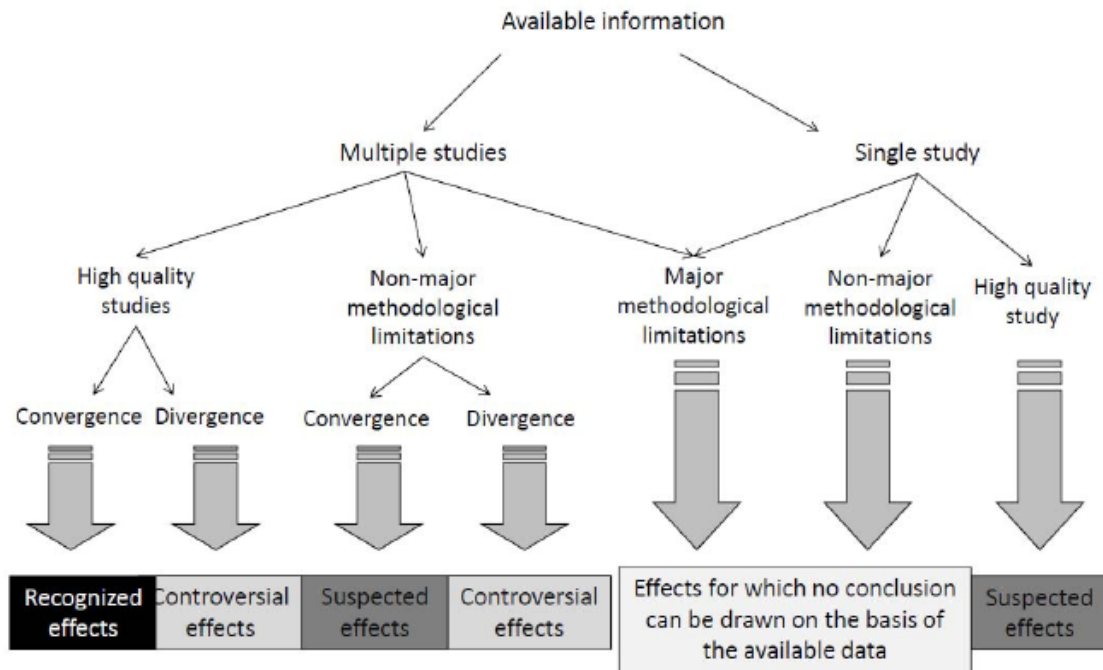 Available information
Multiple studies
Single study
High quality
studies
Non-major
methodological
limitations
Major
methodological
limitations
Non-major
methodological
limitations
High quality
study
Convergence
Divergence
Convergence
Divergence
Recognized
effects
Controversial
effects
Suspected
effects
Controversial
effects
Effects for which no conclusion
can be drawn on the basis of
the available data
Suspected
effects